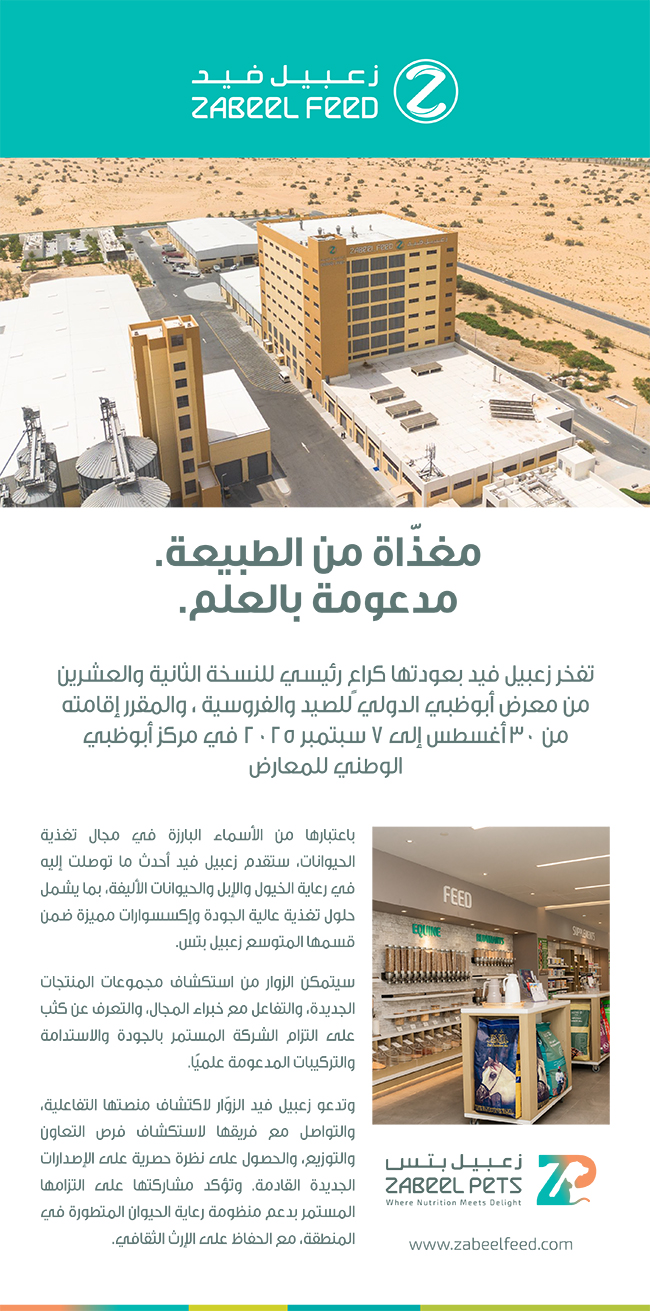 زعبيل فيد
ZABEEL FEED
ZABEEL FEED
مغذّاة من الطبيعة.
مدعومة بالعلم.
تفخر زعبيل فيد بعودتها كراع رئيسي للنسخة الثانية والعشرين
من معرض أبوظبي الدولي ًللصيد والفروسية ، والمقرر إقامته
من ٣٠ أغسطس إلى ٧ سبتمبر ٢٠٢٥ في مركز أبوظبي
الوطني للمعارض
باعتبارها من الأسماء البارزة في مجال تغذية
الحيوانات، ستقدم زعبيل فيد أحدث ما توصلت إليه
في رعاية الخيول والإبل والحيوانات الأليفة، بما يشمل
حلول تغذية عالية الجودة وإكسسوارات مميزة ضمن
قسمها المتوسع زعبيل بتس.
سيتمكن الزوار من استكشاف مجموعات المنتجات
الجديدة، والتفاعل مع خبراء المجال، والتعرف عن كثب
على التزام الشركة المستمر بالجودة والاستدامة
والتركيبات المدعومة علميًا.
وتدعو زعبيل فيد الزوّار لاكتشاف منصتها التفاعلية،
والتواصل مع فريقها لاستكشاف فرص التعاون
والتوزيع، والحصول على نظرة حصرية على الإصدارات
الجديدة القادمة. وتؤكد مشاركتها على التزامها
المستمر بدعم منظومة رعاية الحيوان المتطورة في
المنطقة، مع الحفاظ على الإرث الثقافي.
FEED
EQUINE
SUPPLEMENTS
زعبيل بتس
ZABEEL PETS
Where Nutrition Meets Delight
www.zabeelfeed.com